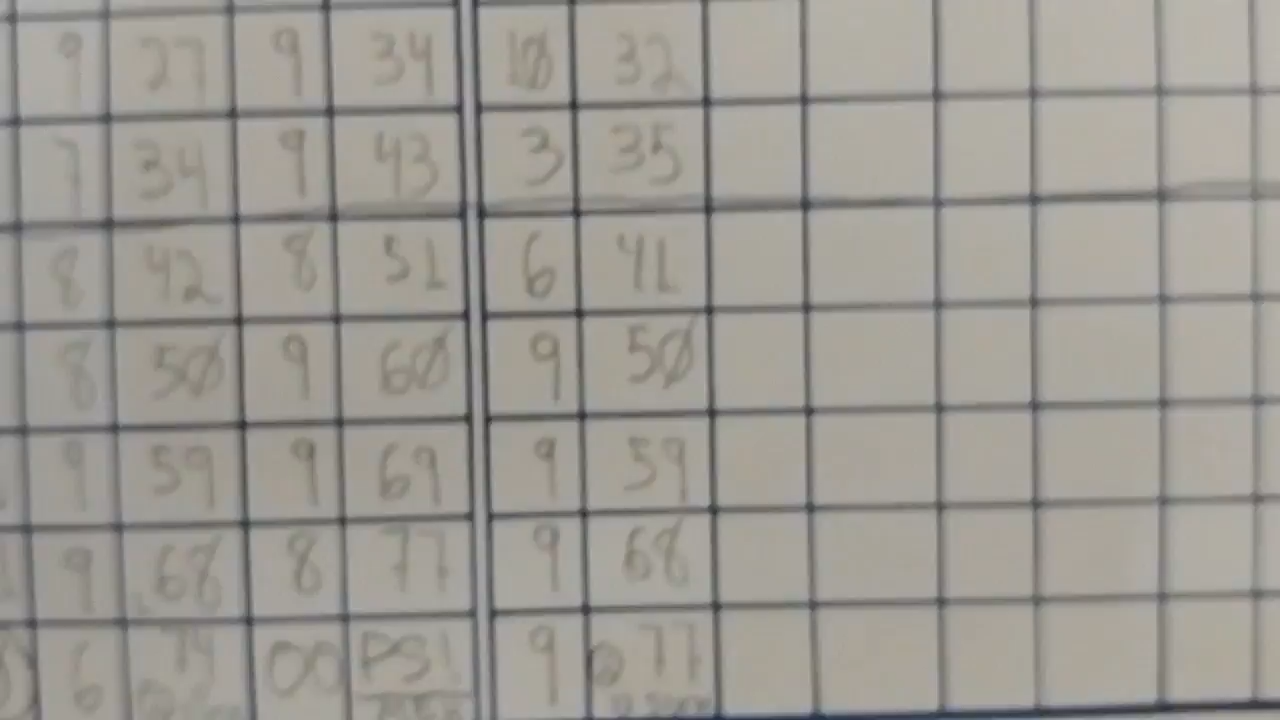 9 27 9 34 10 32
7 34 9 43 3 35
8 42 8 51 6 41
8 50 9 60 9 50
9 59 9 69 9 59
9 68 8 77 9 68
6 74 00 PS! 9 77